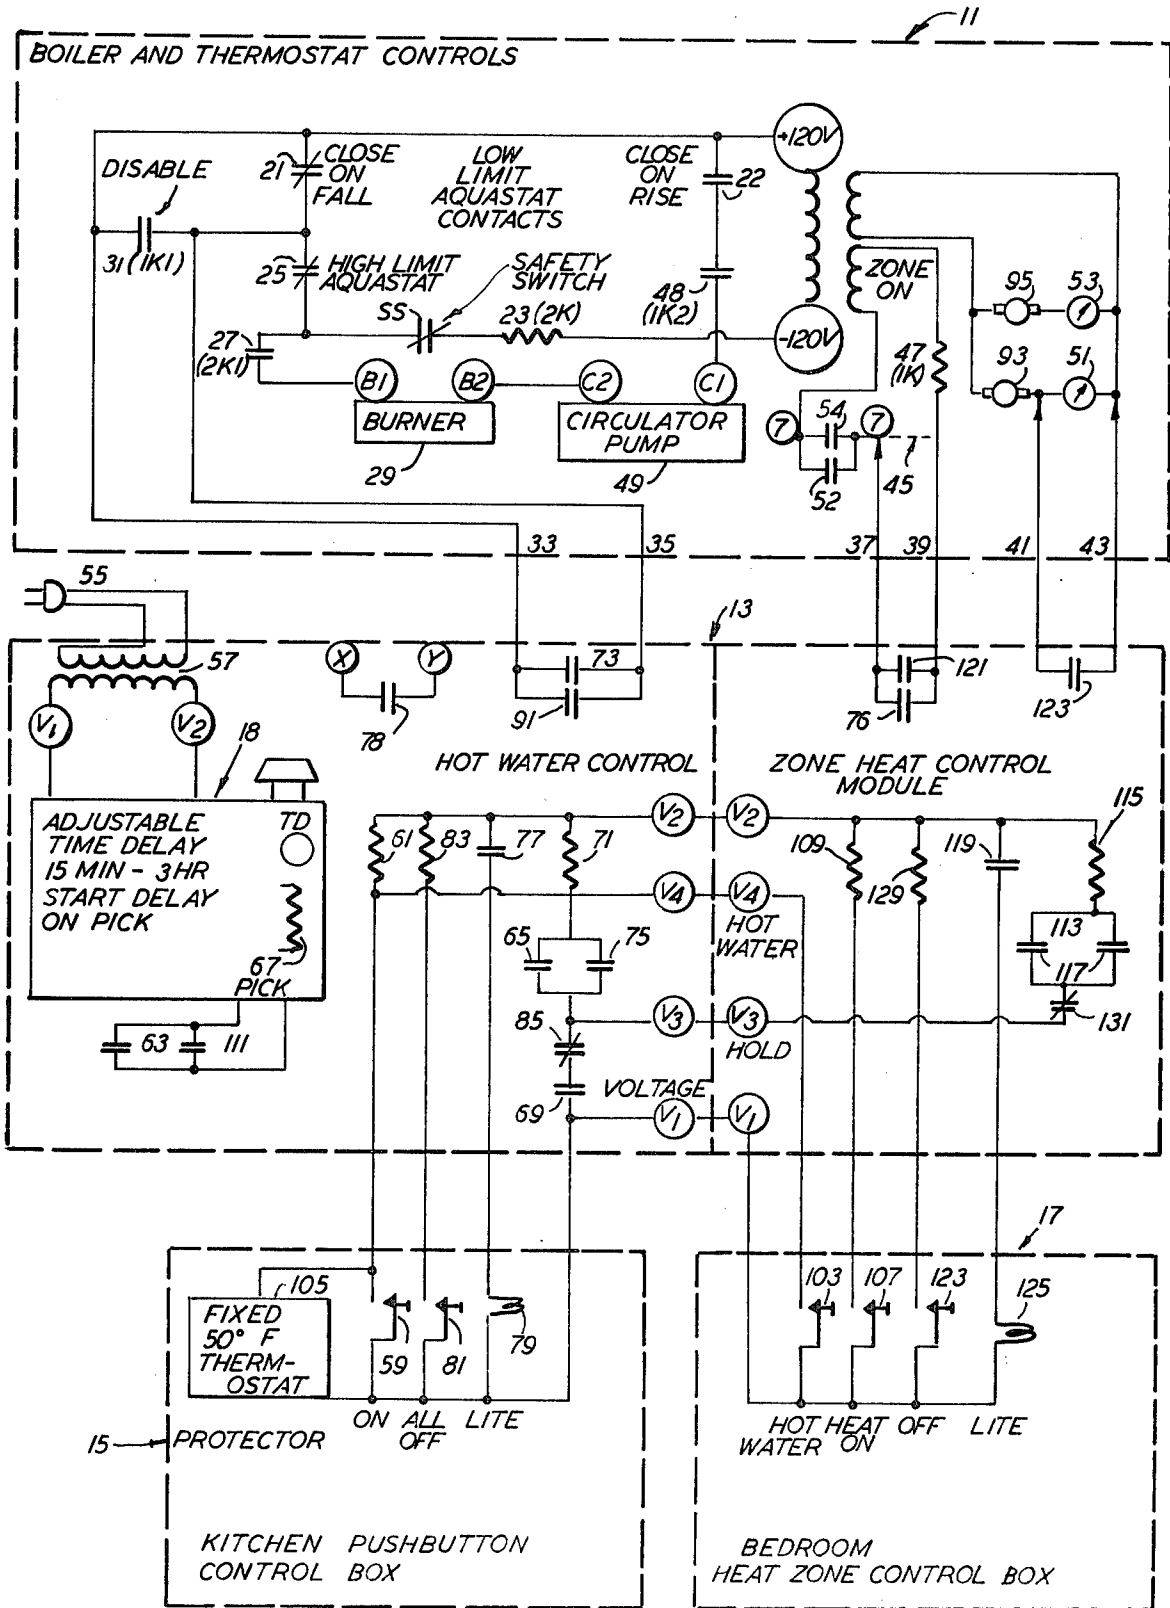 11
BOILER AND THERMOSTAT CONTROLS
+120V
DISABLE
21
CLOSE
ON
FALL
LOW
LIMIT
AQUASTAT
CONTACTS
CLOSE
ON
RISE
22
31 (1K1)
25
HIGH LIMIT
AQUASTAT
SAFETY
SWITCH
48
(1K2)
ZONE
ON
95
53
SS
23 (2K)
-120V
27
(2K1)
47
(1K)
93
51
B1
B2
C2
C1
BURNER
CIRCULATOR
PUMP
7
54
7
52
45
29
49
33
35
37
39
41
43
55
13
57
X
Y
73
121
V1
V2
18
78
91
76
123
HOT WATER CONTROL
ZONE HEAT CONTROL
MODULE
ADJUSTABLE
TIME DELAY
15 MIN - 3 HR
START DELAY
ON PICK
TD
67
PICK
61
83
77
71
V2
V2
109
129
119
115
V4
V4
HOT
WATER
65
75
113
117
63
111
85
V3
V3
HOLD
131
69
VOLTAGE
V1
V1
17
105
FIXED
50° F
THERM-
OSTAT
59
81
79
103
107
123
125
ON
ALL
OFF
LITE
HOT
WATER
HEAT
ON
OFF
LITE
15
PROTECTOR
KITCHEN PUSHBUTTON
CONTROL BOX
BEDROOM
HEAT ZONE CONTROL BOX